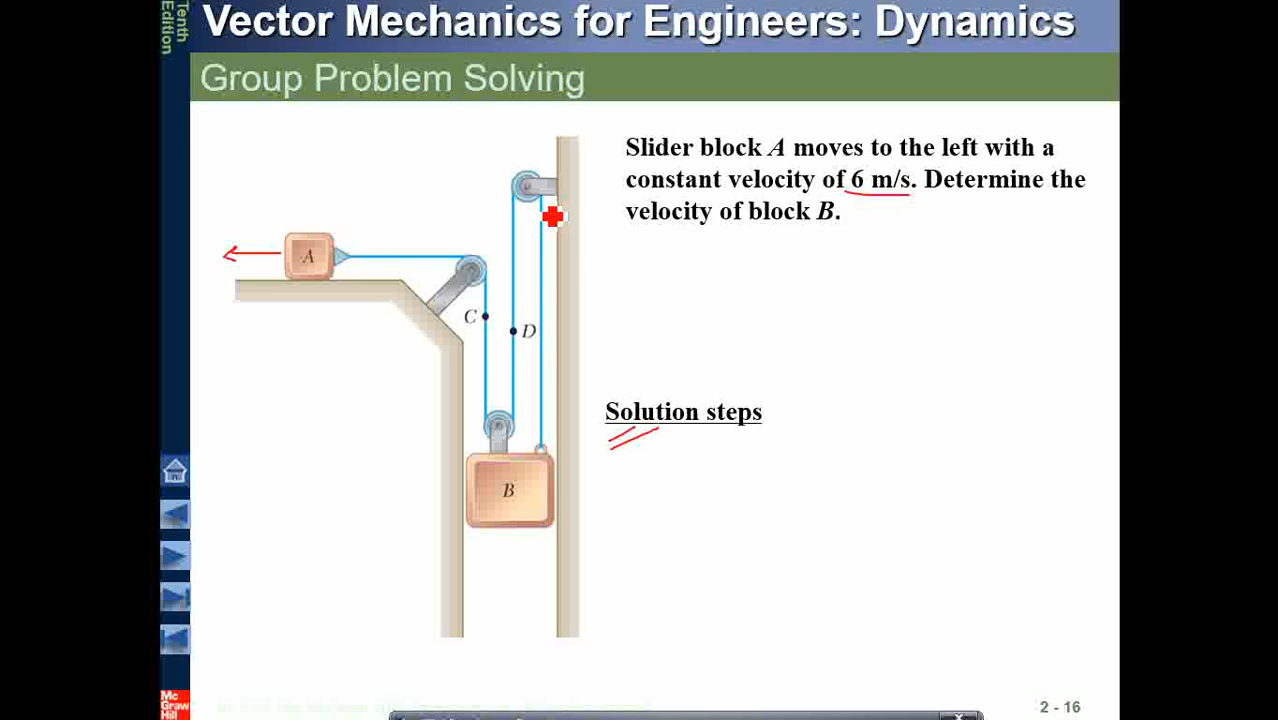 Tenth
Edition
Vector Mechanics for Engineers: Dynamics
Group Problem Solving
Slider block A moves to the left with a
constant velocity of 6 m/s. Determine the
velocity of block B.
A
C
D
Solution steps
B
Mc
Graw
Hill
2 - 16